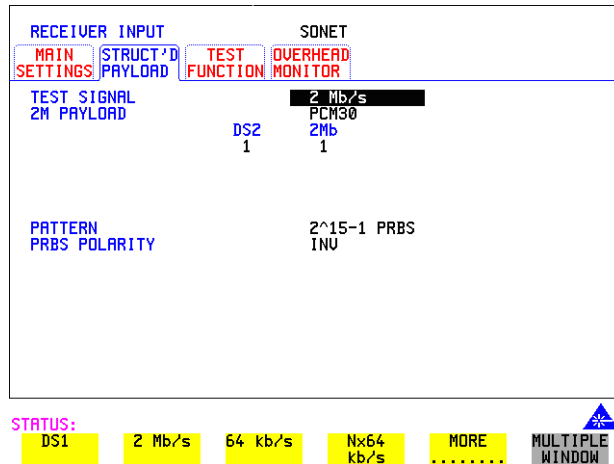 RECEIVER INPUT SONET
MAIN SETTINGS STRUCT'D PAYLOAD TEST FUNCTION OVERHEAD MONITOR
TEST SIGNAL 2 Mb/s
2M PAYLOAD PCM30
DS2 2Mb
1 1
PATTERN 2^15-1 PRBS
PRBS POLARITY INV
STATUS:
DS1 2 Mb/s 64 kb/s Nx64 kb/s MORE ........ MULTIPLE WINDOW